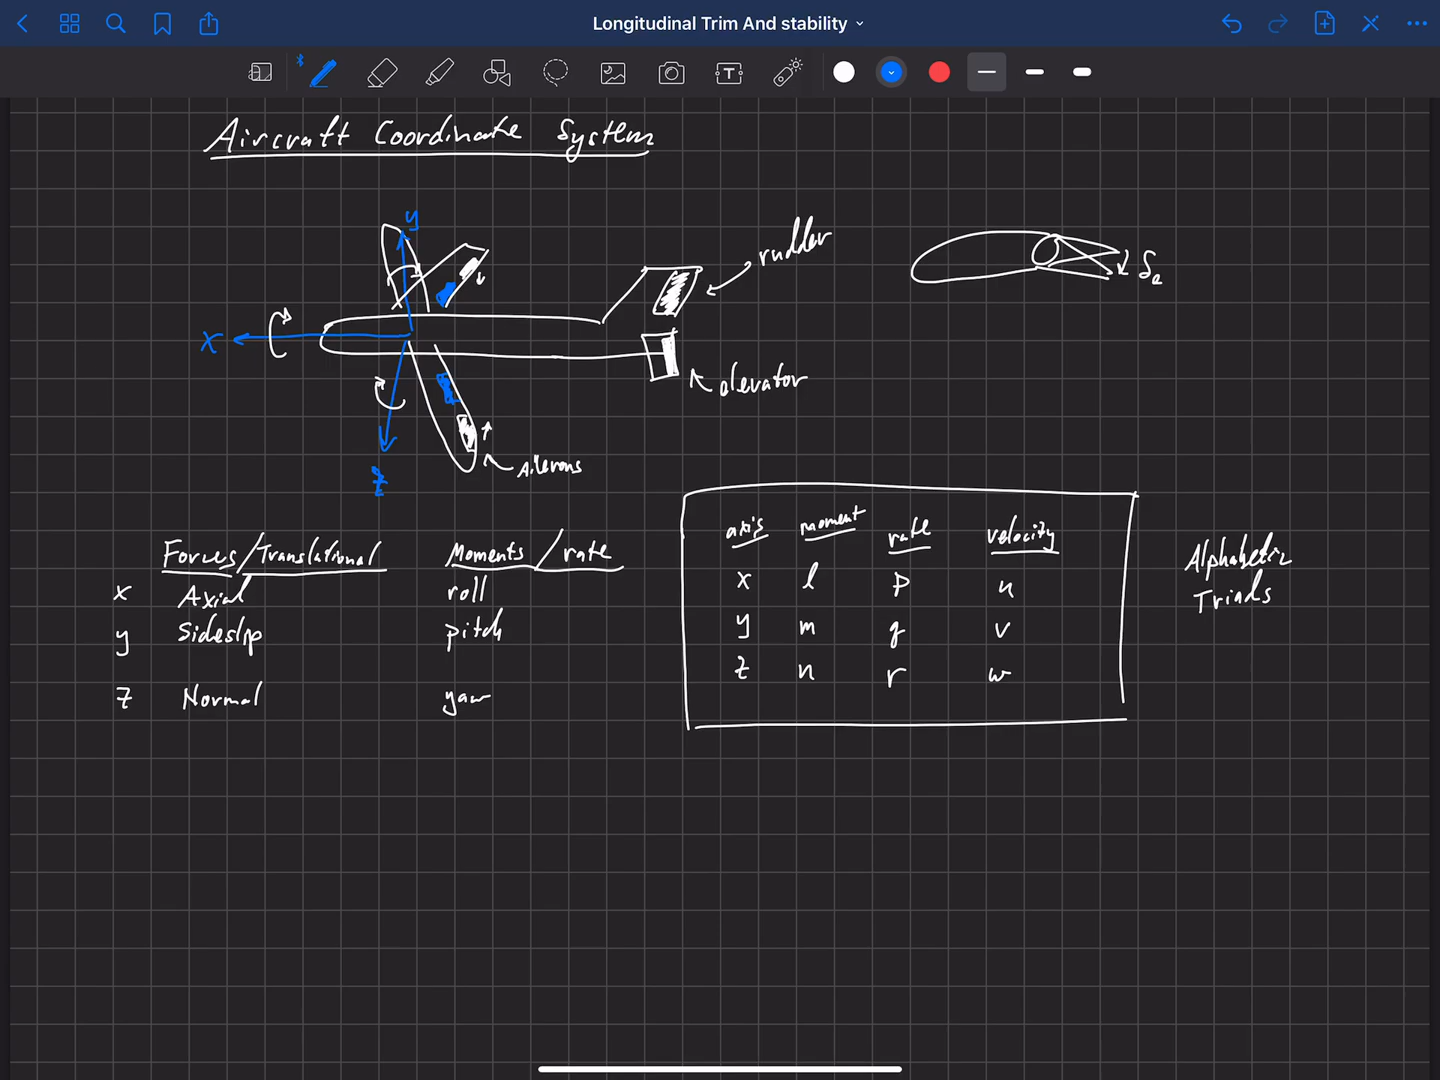 Longitudinal Trim And stability
T
Aircraft Coordinate System
y
rudder
δe
x
elevator
Ailerons
z
Forces/Translational Moments/rate
x Axial roll
y Sideslip pitch
z Normal yaw
axis moment rate velocity
x l p u
y m q v
z n r w
Alphabetic
Triads